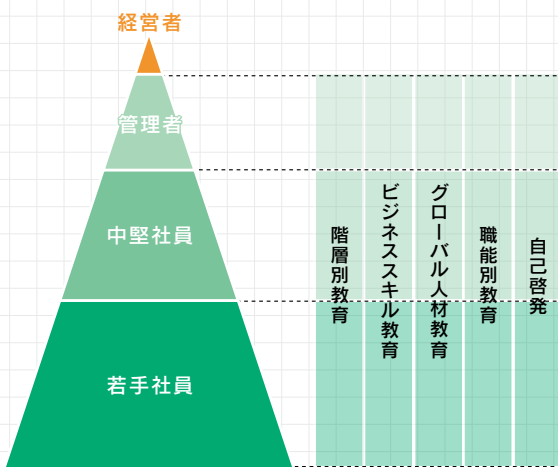 経営者
管理者
中堅社員
若手社員
階層別教育
ビジネススキル教育
グローバル人材教育
職能別教育
自己啓発